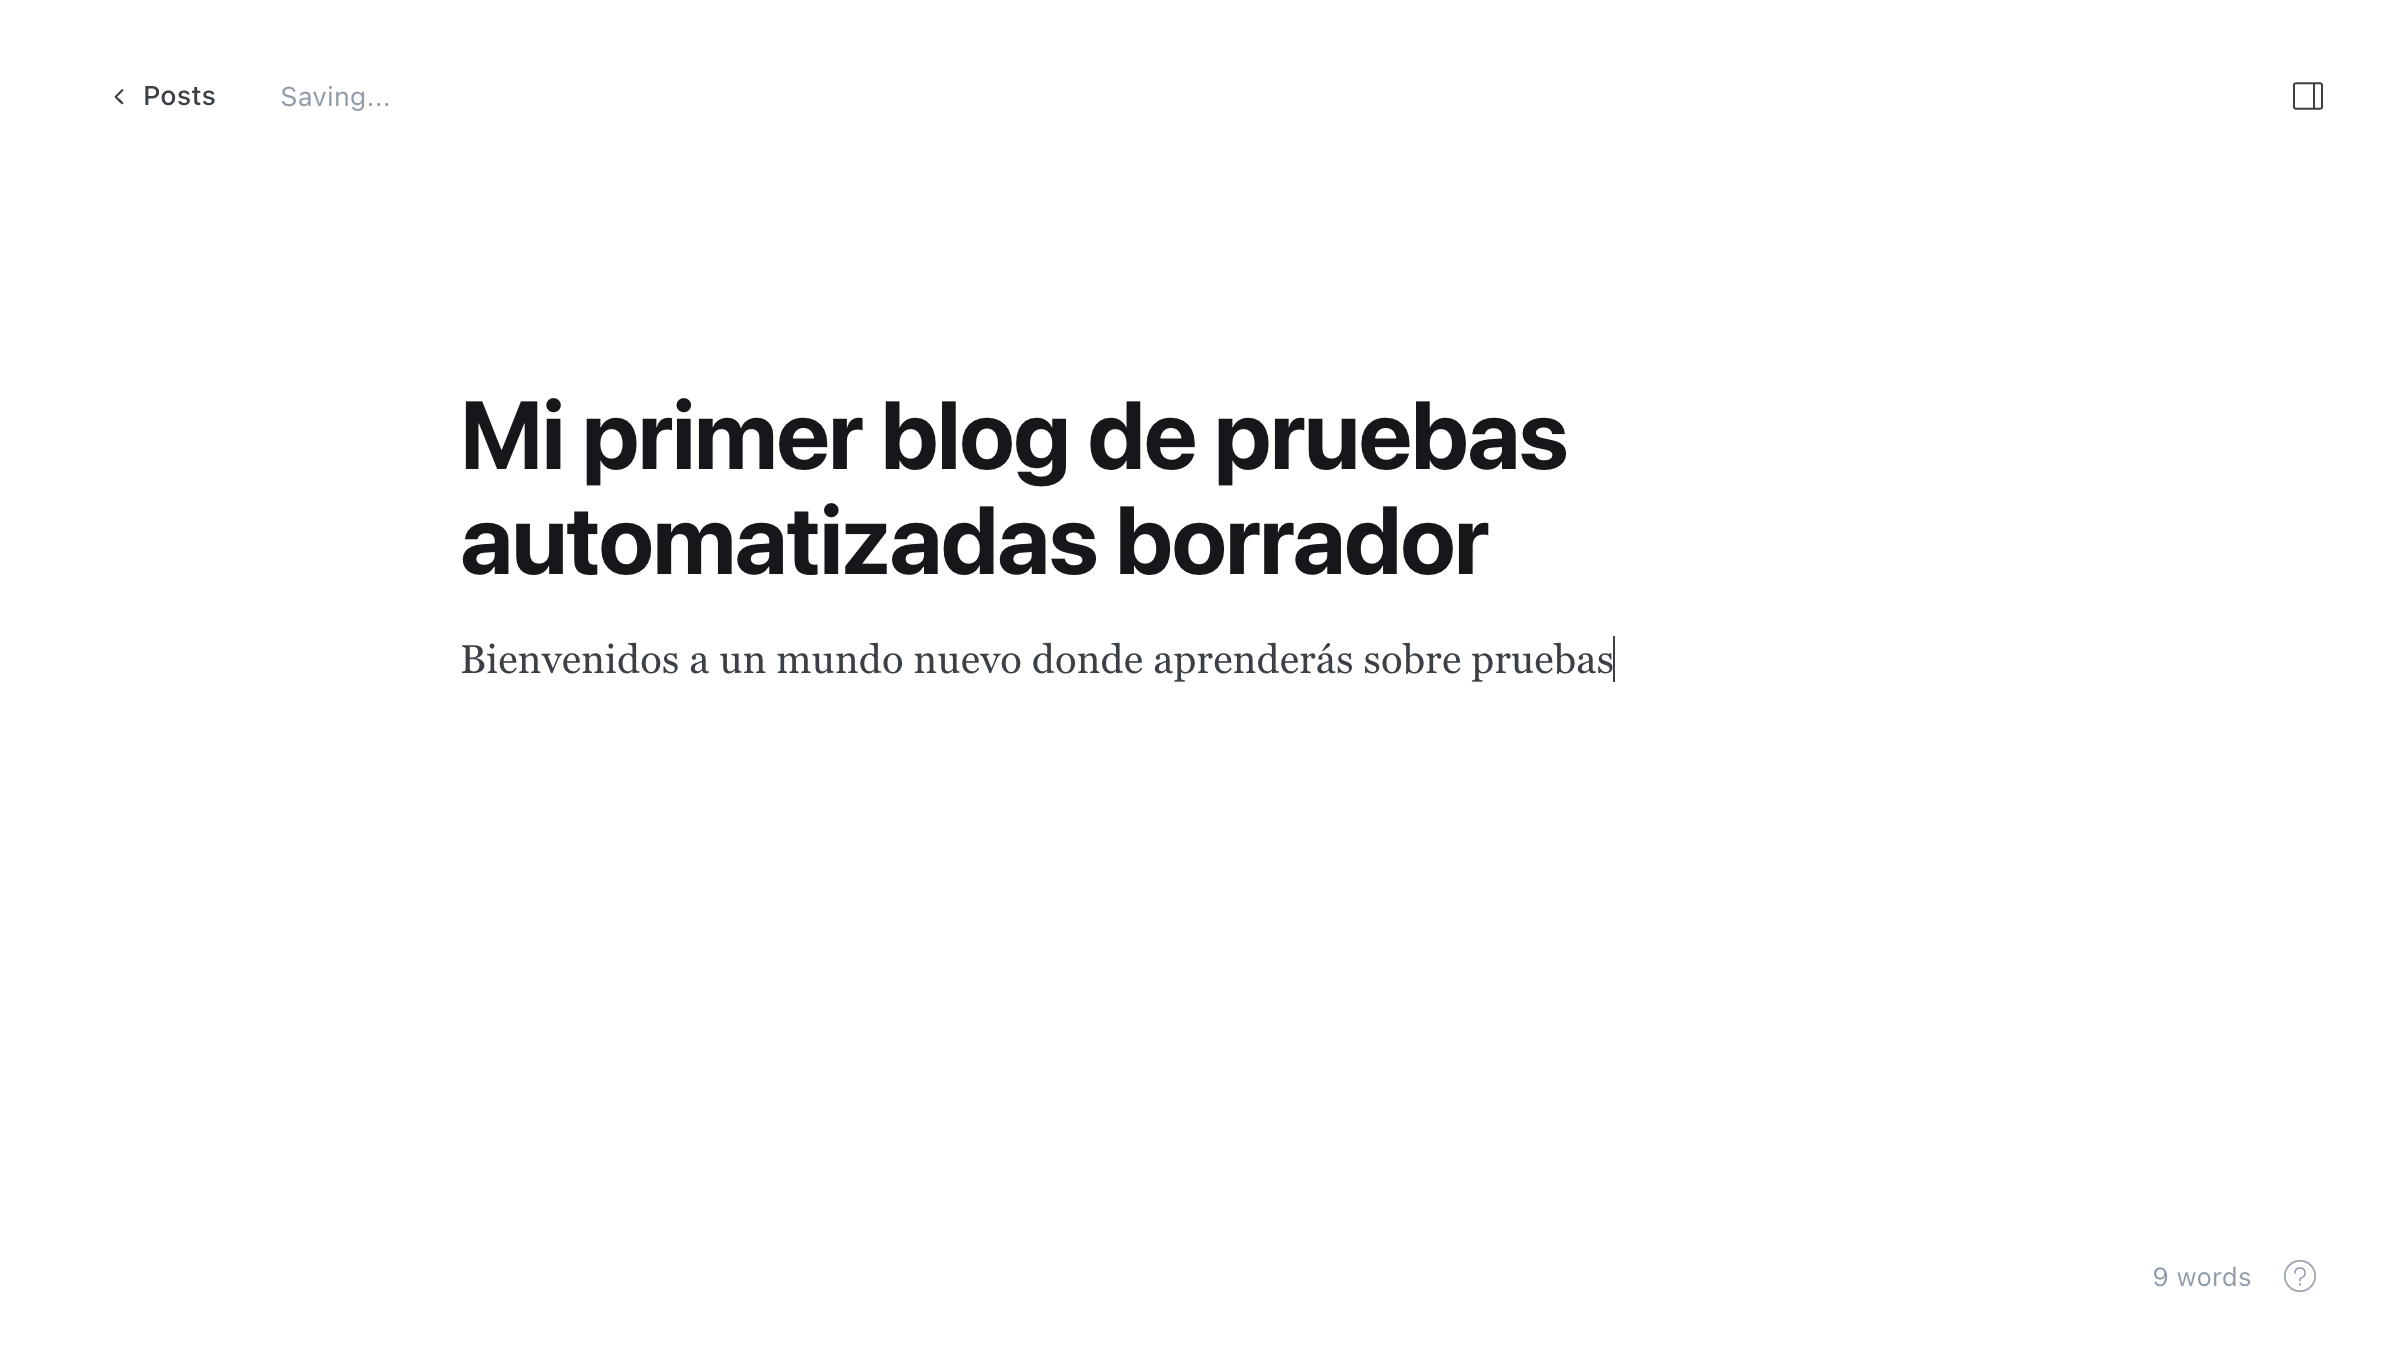 Posts
Saving...
Mi primer blog de pruebas
automatizadas borrador
Bienvenidos a un mundo nuevo donde aprenderás sobre pruebas
9 words
?